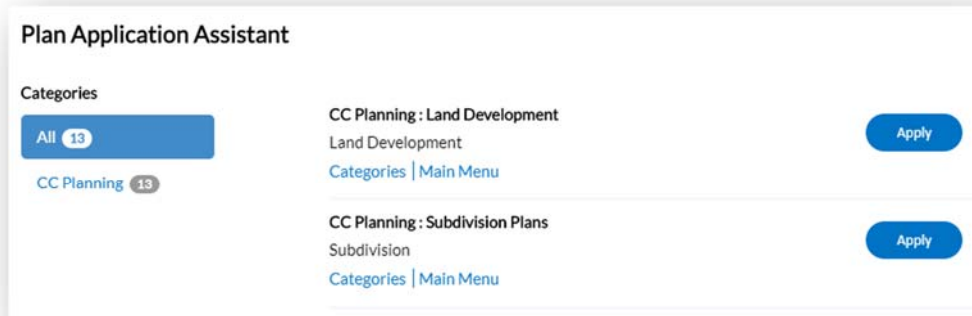 Plan Application Assistant
Categories
All 13
CC Planning 13
CC Planning : Land Development
Land Development
Categories | Main Menu
Apply
CC Planning : Subdivision Plans
Subdivision
Categories | Main Menu
Apply